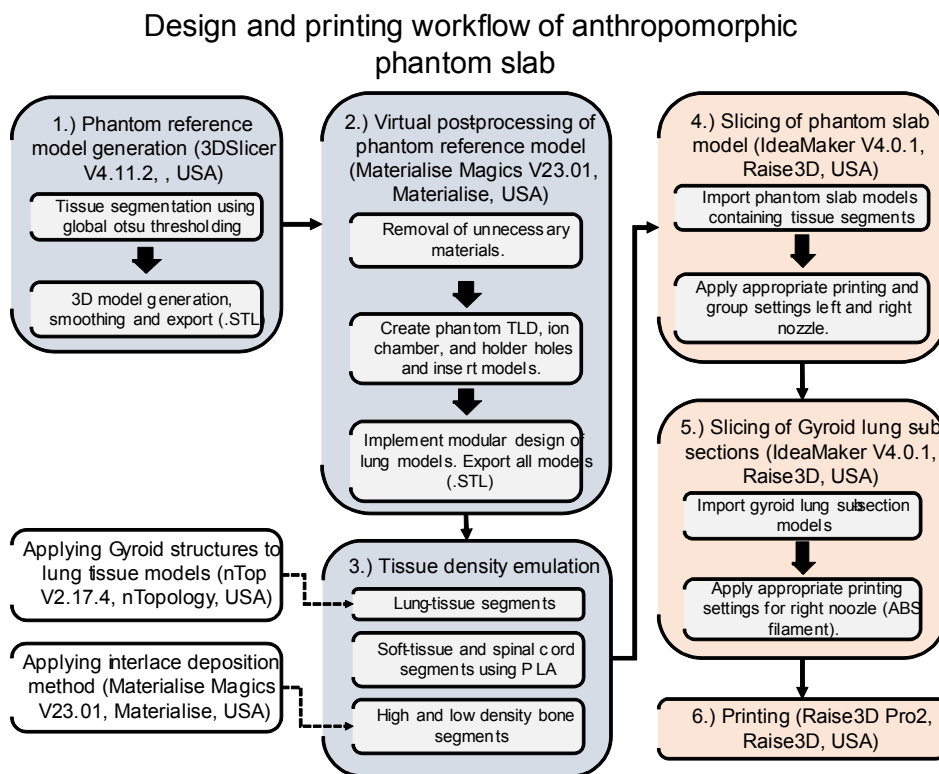 Design and printing workflow of anthropomorphic
phantom slab
1.) Phantom reference
model generation (3DSlicer
V4.11.2, , USA)
Tissue segmentation using
global otsu thresholding
3D model generation,
smoothing and export (.STL)
2.) Virtual postprocessing of
phantom reference model
(Materialise Magics V23.01,
Materialise, USA)
Removal of unnecessary
materials.
Create phantom TLD, ion
chamber, and holder holes
and insert models.
Implement modular design of
lung models. Export all models
(.STL)
Applying Gyroid structures to
lung tissue models (nTop
V2.17.4, nTopology, USA)
Applying interlace deposition
method (Materialise Magics
V23.01, Materialise, USA)
3.) Tissue density emulation
Lung-tissue segments
Soft-tissue and spinal cord
segments using PLA
High and low density bone
segments
4.) Slicing of phantom slab
model (IdeaMaker V4.0.1,
Raise3D, USA)
Import phantom slab models
containing tissue segments
Apply appropriate printing and
group settings left and right
nozzle.
5.) Slicing of Gyroid lung sub-
sections (IdeaMaker V4.0.1,
Raise3D, USA)
Import gyroid lung sub-section
models
Apply appropriate printing
settings for right noozle (ABS
filament).
6.) Printing (Raise3D Pro2,
Raise3D, USA)